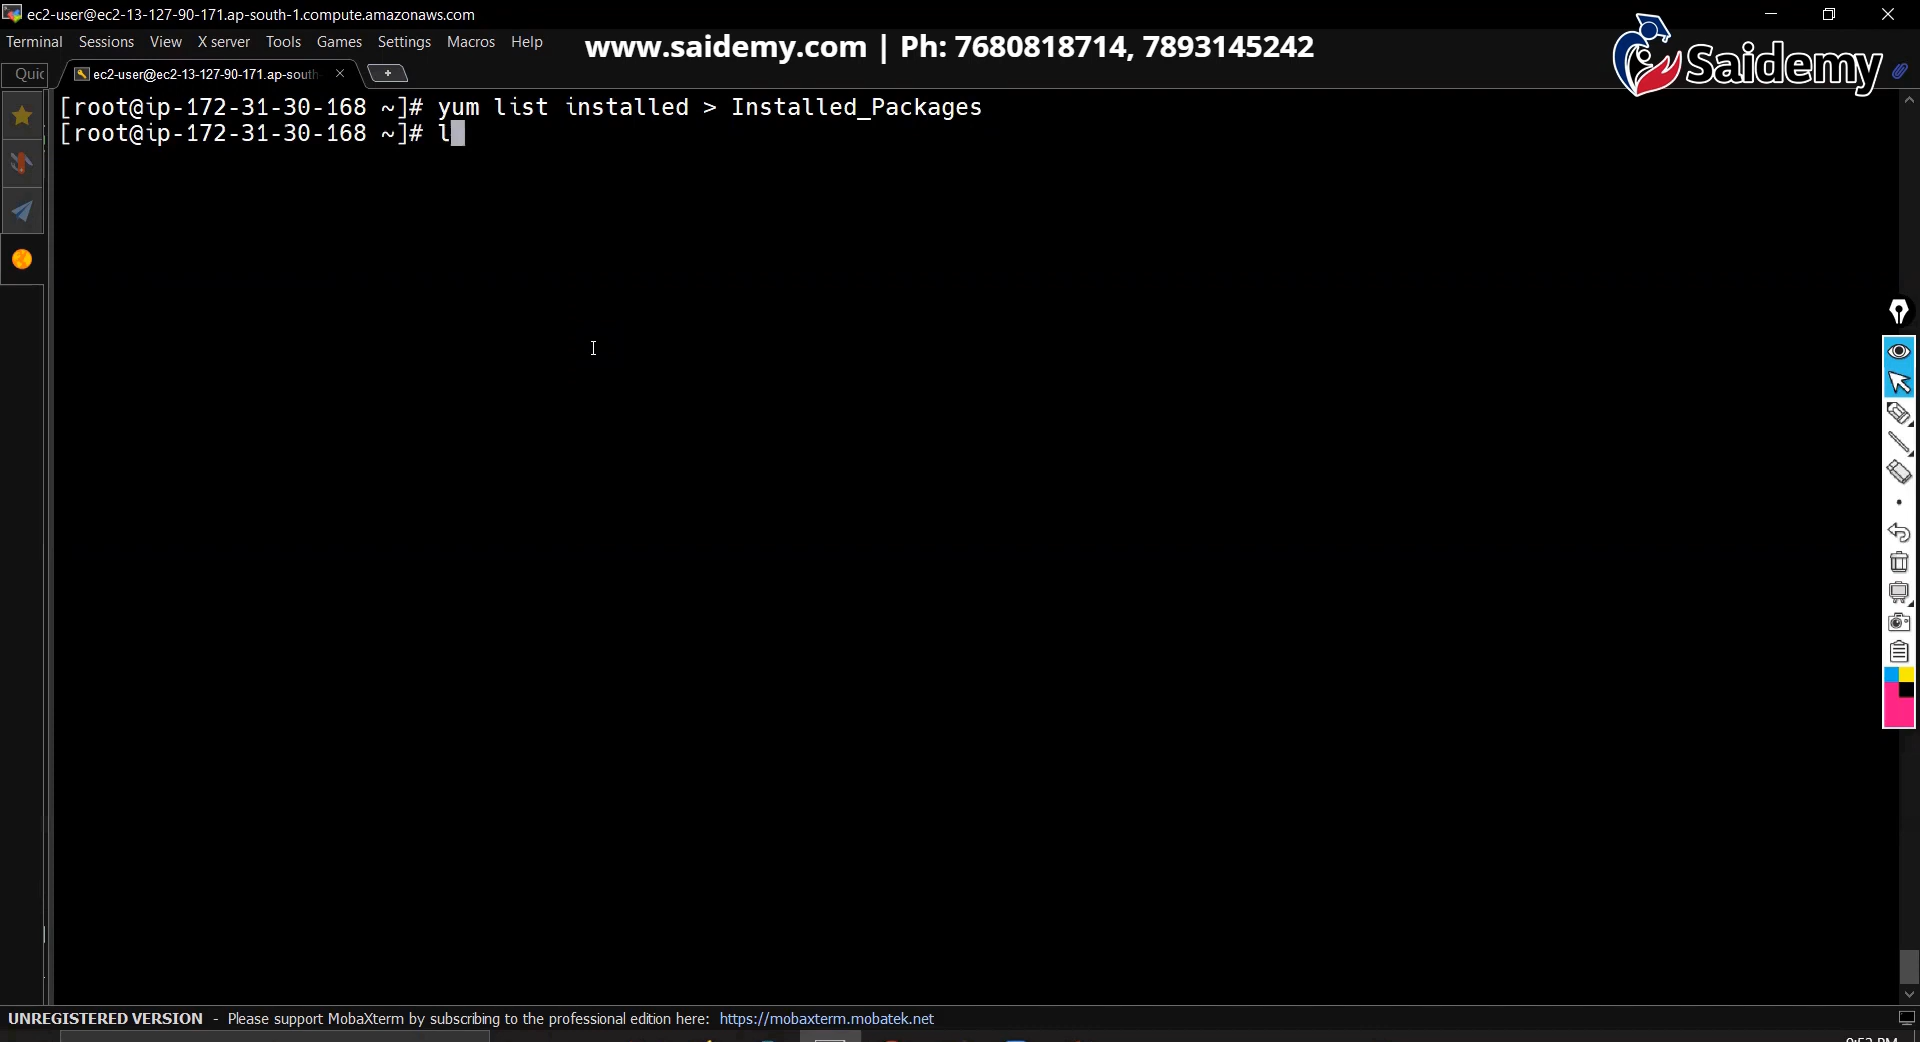 ec2-user@ec2-13-127-90-171.ap-south-1.compute.amazonaws.com
Terminal Sessions View X server Tools Games Settings Macros Help
www.saidemy.com | Ph: 7680818714, 7893145242
Saidemy
Quic
ec2-user@ec2-13-127-90-171.ap-south-
[root@ip-172-31-30-168 ~]# yum list installed > Installed_Packages
[root@ip-172-31-30-168 ~]# l
UNREGISTERED VERSION - Please support MobaXterm by subscribing to the professional edition here: https://mobaxterm.mobatek.net